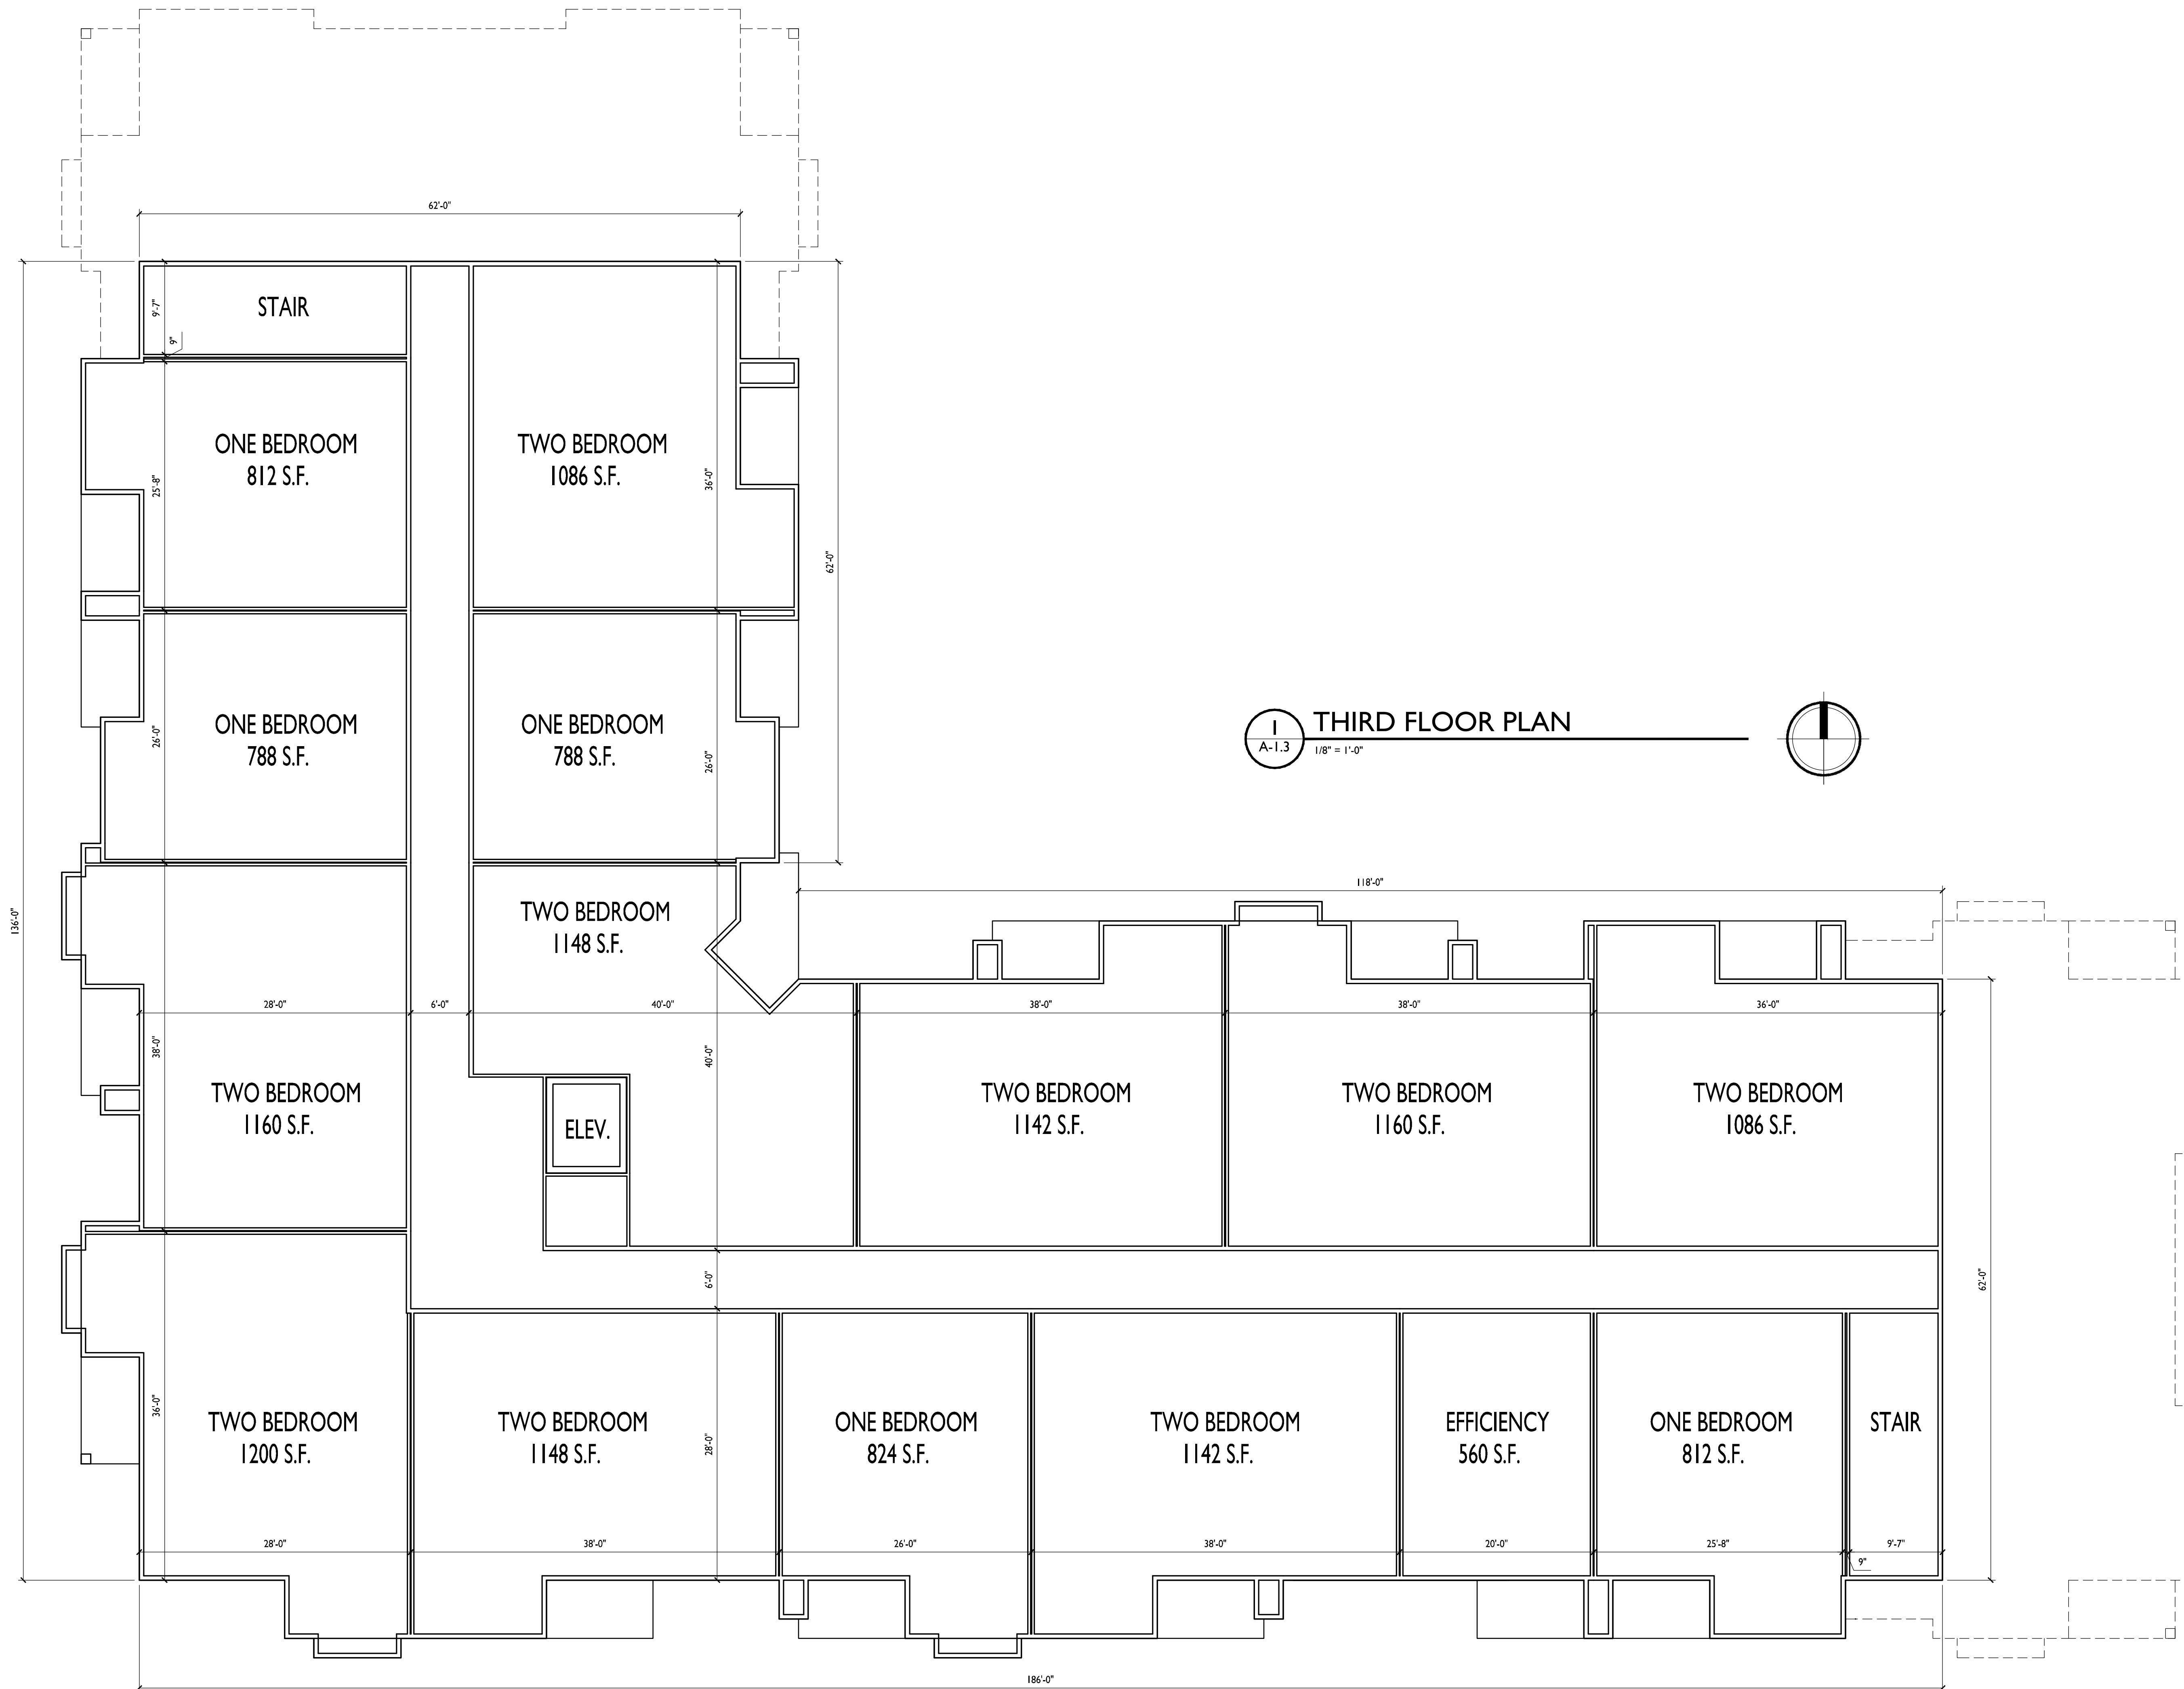 62'-0"
STAIR
9'-7"
9"
ONE BEDROOM
812 S.F.
25'-8"
TWO BEDROOM
1086 S.F.
36'-0"
62'-0"
ONE BEDROOM
788 S.F.
26'-0"
ONE BEDROOM
788 S.F.
26'-0"
1
A-1.3
THIRD FLOOR PLAN
1/8" = 1'-0"
136'-0"
118'-0"
TWO BEDROOM
1148 S.F.
28'-0"
6'-0"
40'-0"
38'-0"
38'-0"
36'-0"
38'-0"
40'-0"
TWO BEDROOM
1160 S.F.
ELEV.
TWO BEDROOM
1142 S.F.
TWO BEDROOM
1160 S.F.
TWO BEDROOM
1086 S.F.
6'-0"
62'-0"
36'-0"
TWO BEDROOM
1200 S.F.
TWO BEDROOM
1148 S.F.
28'-0"
ONE BEDROOM
824 S.F.
TWO BEDROOM
1142 S.F.
EFFICIENCY
560 S.F.
ONE BEDROOM
812 S.F.
STAIR
28'-0"
38'-0"
26'-0"
38'-0"
20'-0"
25'-8"
9'-7"
9"
186'-0"